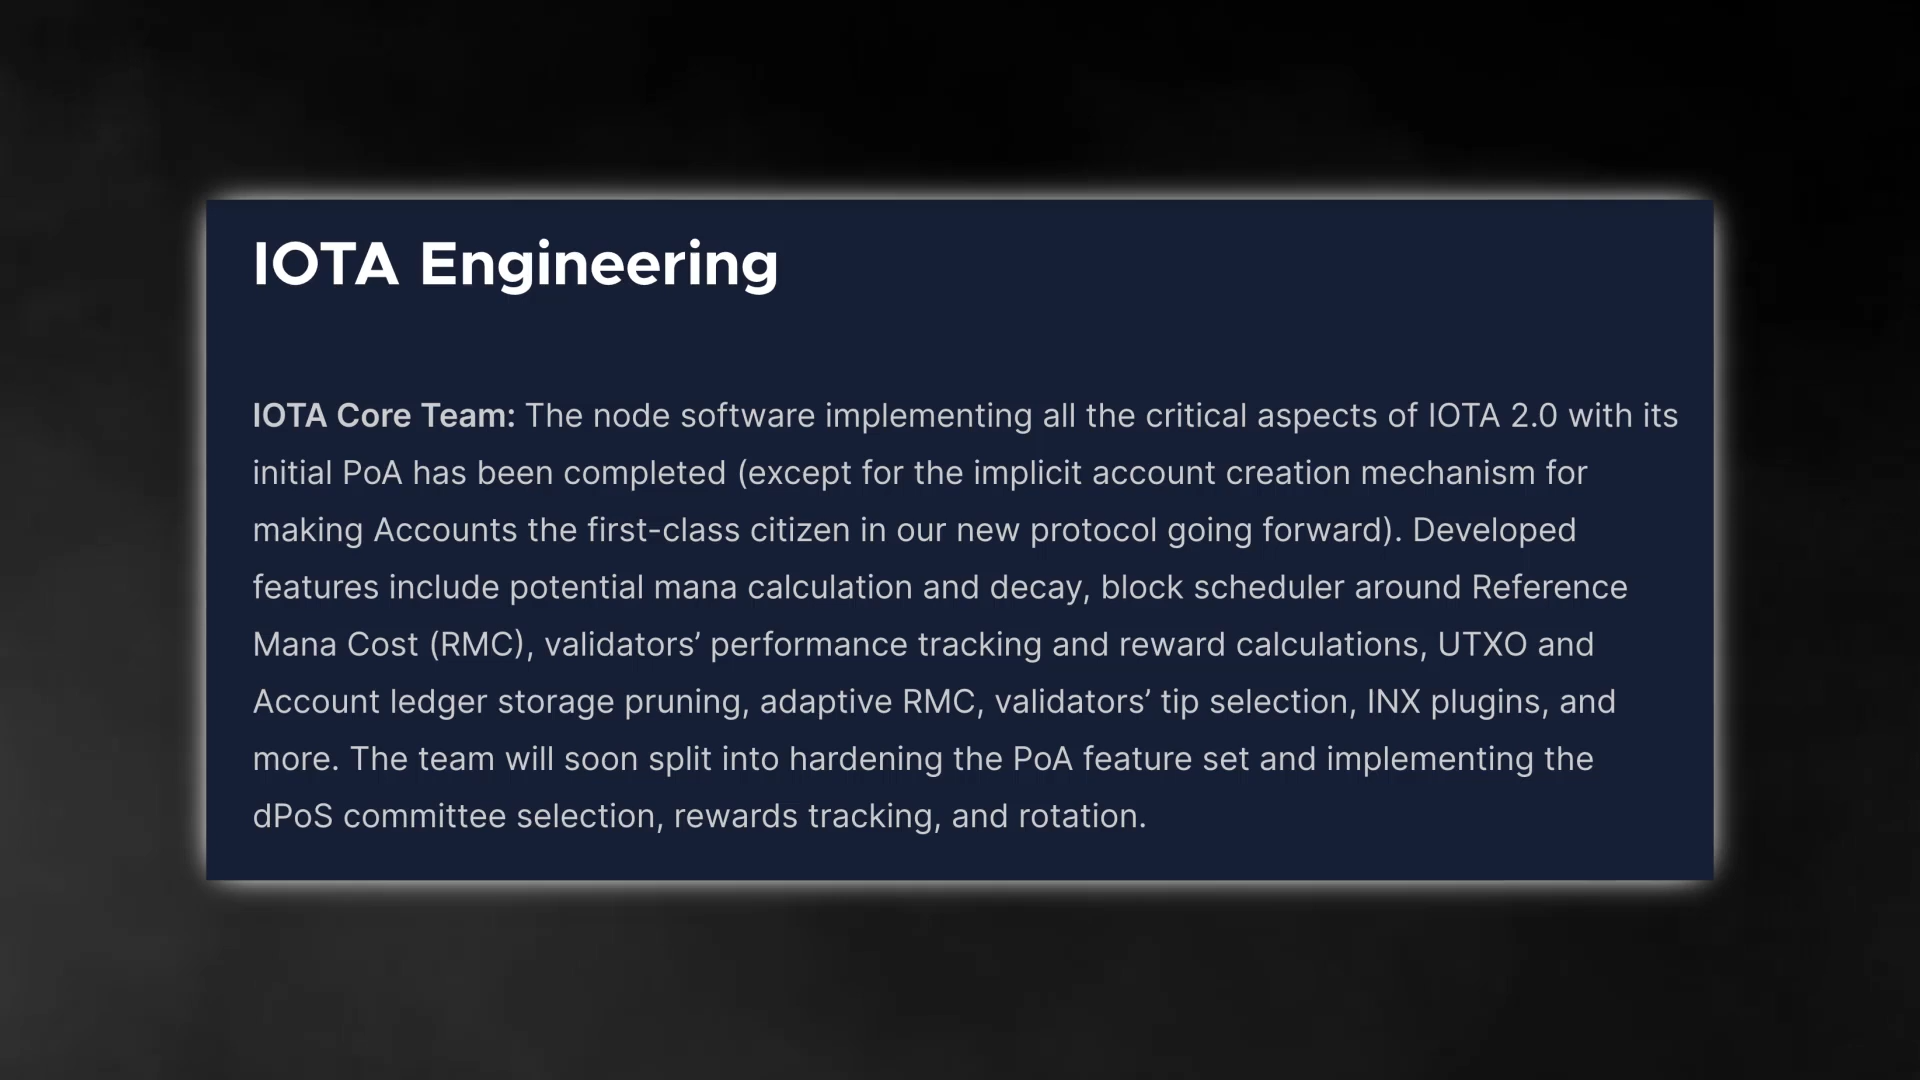 IOTA Engineering
IOTA Core Team: The node software implementing all the critical aspects of IOTA 2.0 with its
initial PoA has been completed (except for the implicit account creation mechanism for
making Accounts the first-class citizen in our new protocol going forward). Developed
features include potential mana calculation and decay, block scheduler around Reference
Mana Cost (RMC), validators’ performance tracking and reward calculations, UTXO and
Account ledger storage pruning, adaptive RMC, validators’ tip selection, INX plugins, and
more. The team will soon split into hardening the PoA feature set and implementing the
dPoS committee selection, rewards tracking, and rotation.